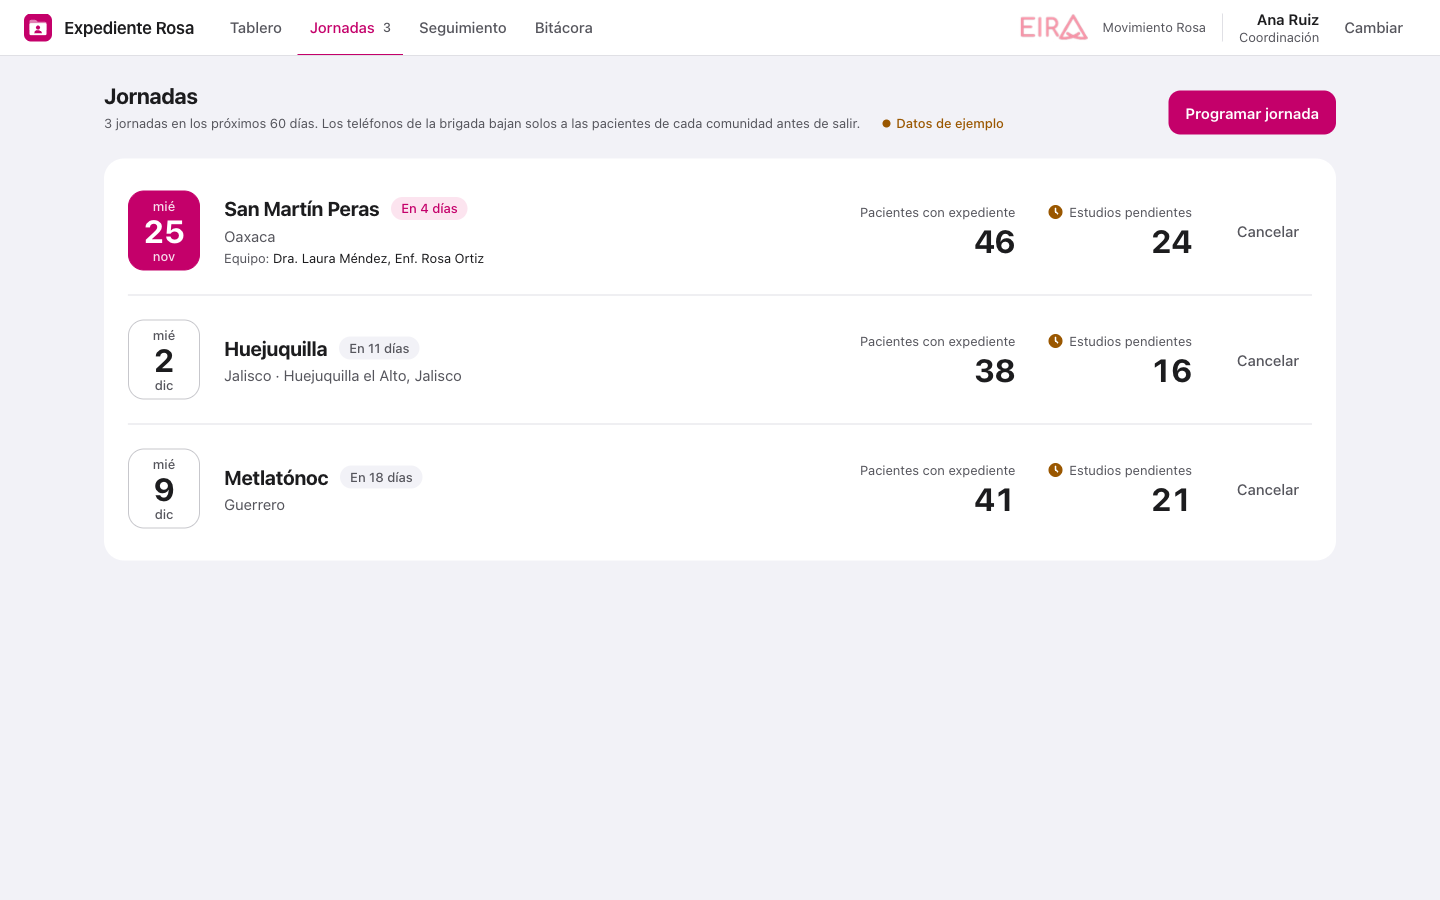 Expediente Rosa
Tablero
Jornadas 3
Seguimiento
Bitácora
EIRA
Movimiento Rosa
Ana Ruiz
Coordinación
Cambiar
Jornadas
3 jornadas en los próximos 60 días. Los teléfonos de la brigada bajan solos a las pacientes de cada comunidad antes de salir.
Datos de ejemplo
Programar jornada
mié
25
nov
San Martín Peras
En 4 días
Oaxaca
Equipo: Dra. Laura Méndez, Enf. Rosa Ortiz
Pacientes con expediente
46
Estudios pendientes
24
Cancelar
mié
2
dic
Huejuquilla
En 11 días
Jalisco · Huejuquilla el Alto, Jalisco
Pacientes con expediente
38
Estudios pendientes
16
Cancelar
mié
9
dic
Metlatónoc
En 18 días
Guerrero
Pacientes con expediente
41
Estudios pendientes
21
Cancelar